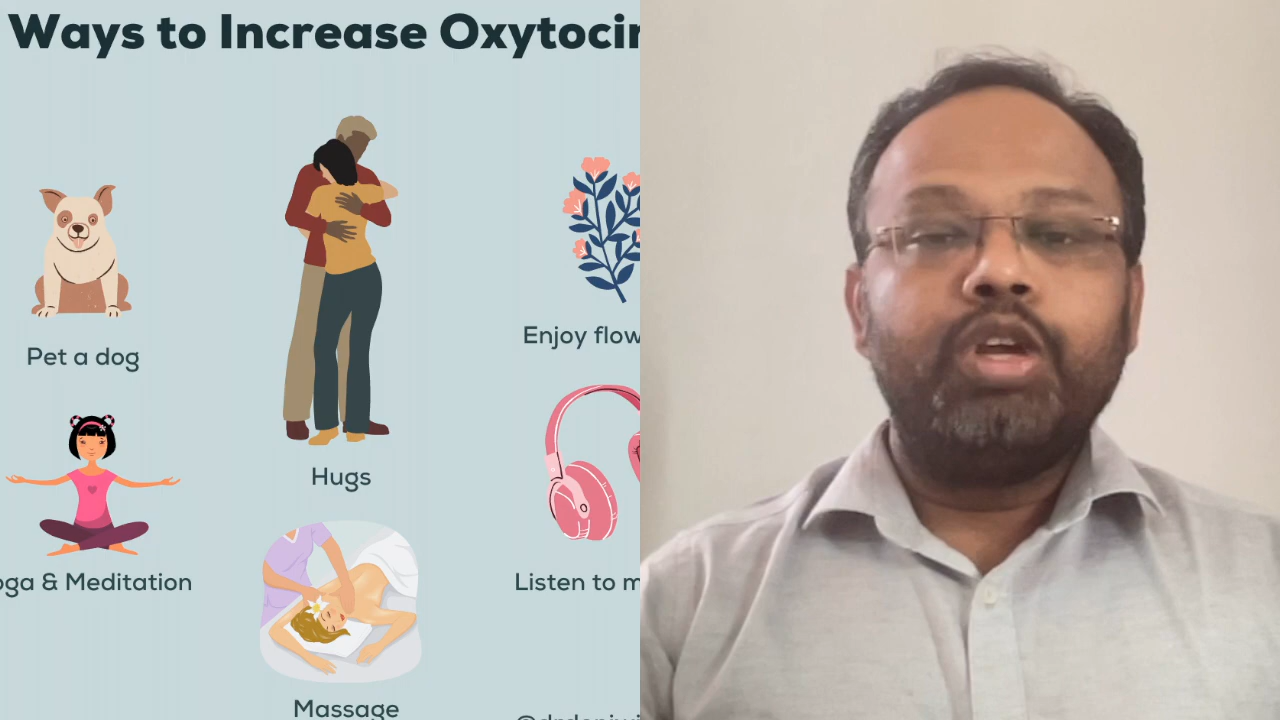 Ways to Increase Oxytocin
Pet a dog
Hugs
Enjoy flow
oga & Meditation
Listen to m
Massage